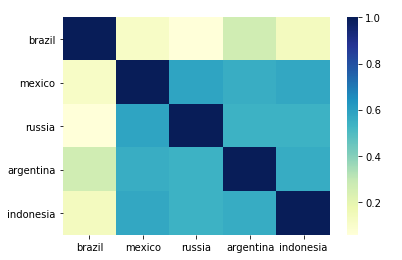 brazil
mexico
russia
argentina
indonesia
brazil mexico russia argentina indonesia
1.0
0.8
0.6
0.4
0.2